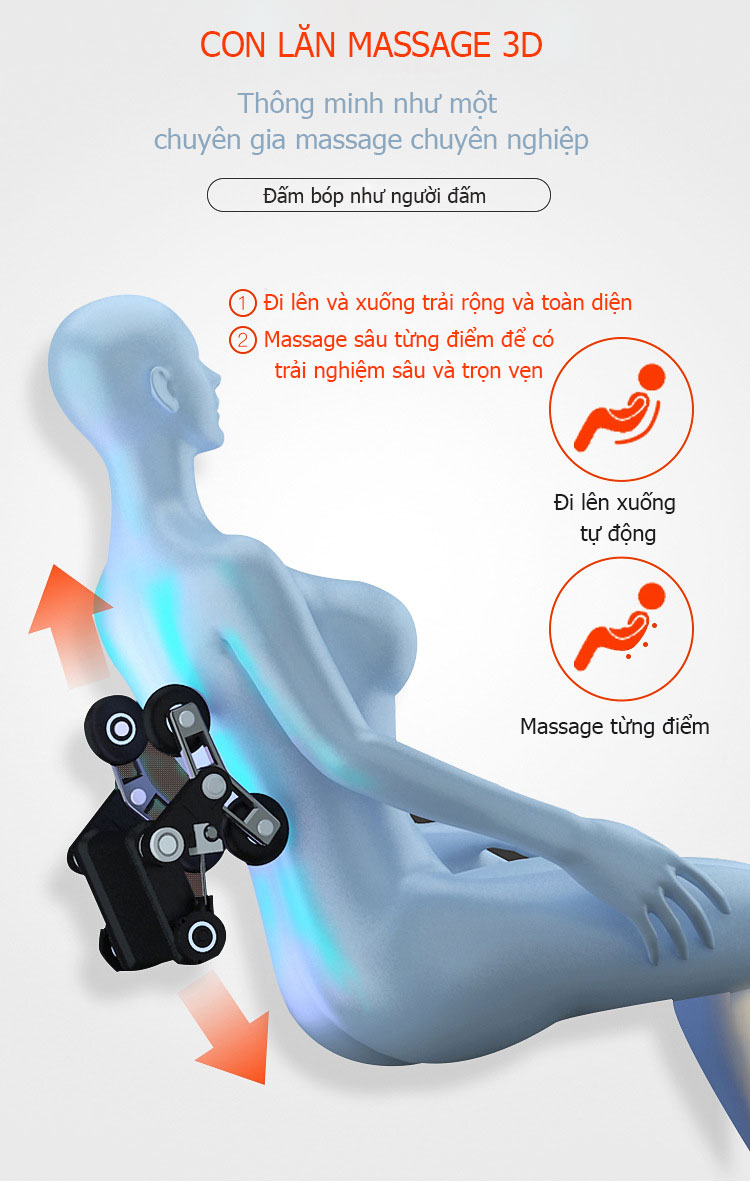 CON LĂN MASSAGE 3D
Thông minh như một
chuyên gia massage chuyên nghiệp
Đấm bóp như người đấm
1 Đi lên và xuống trải rộng và toàn diện
2 Massage sâu từng điểm để có
trải nghiệm sâu và trọn vẹn
Đi lên xuống
tự động
Massage từng điểm